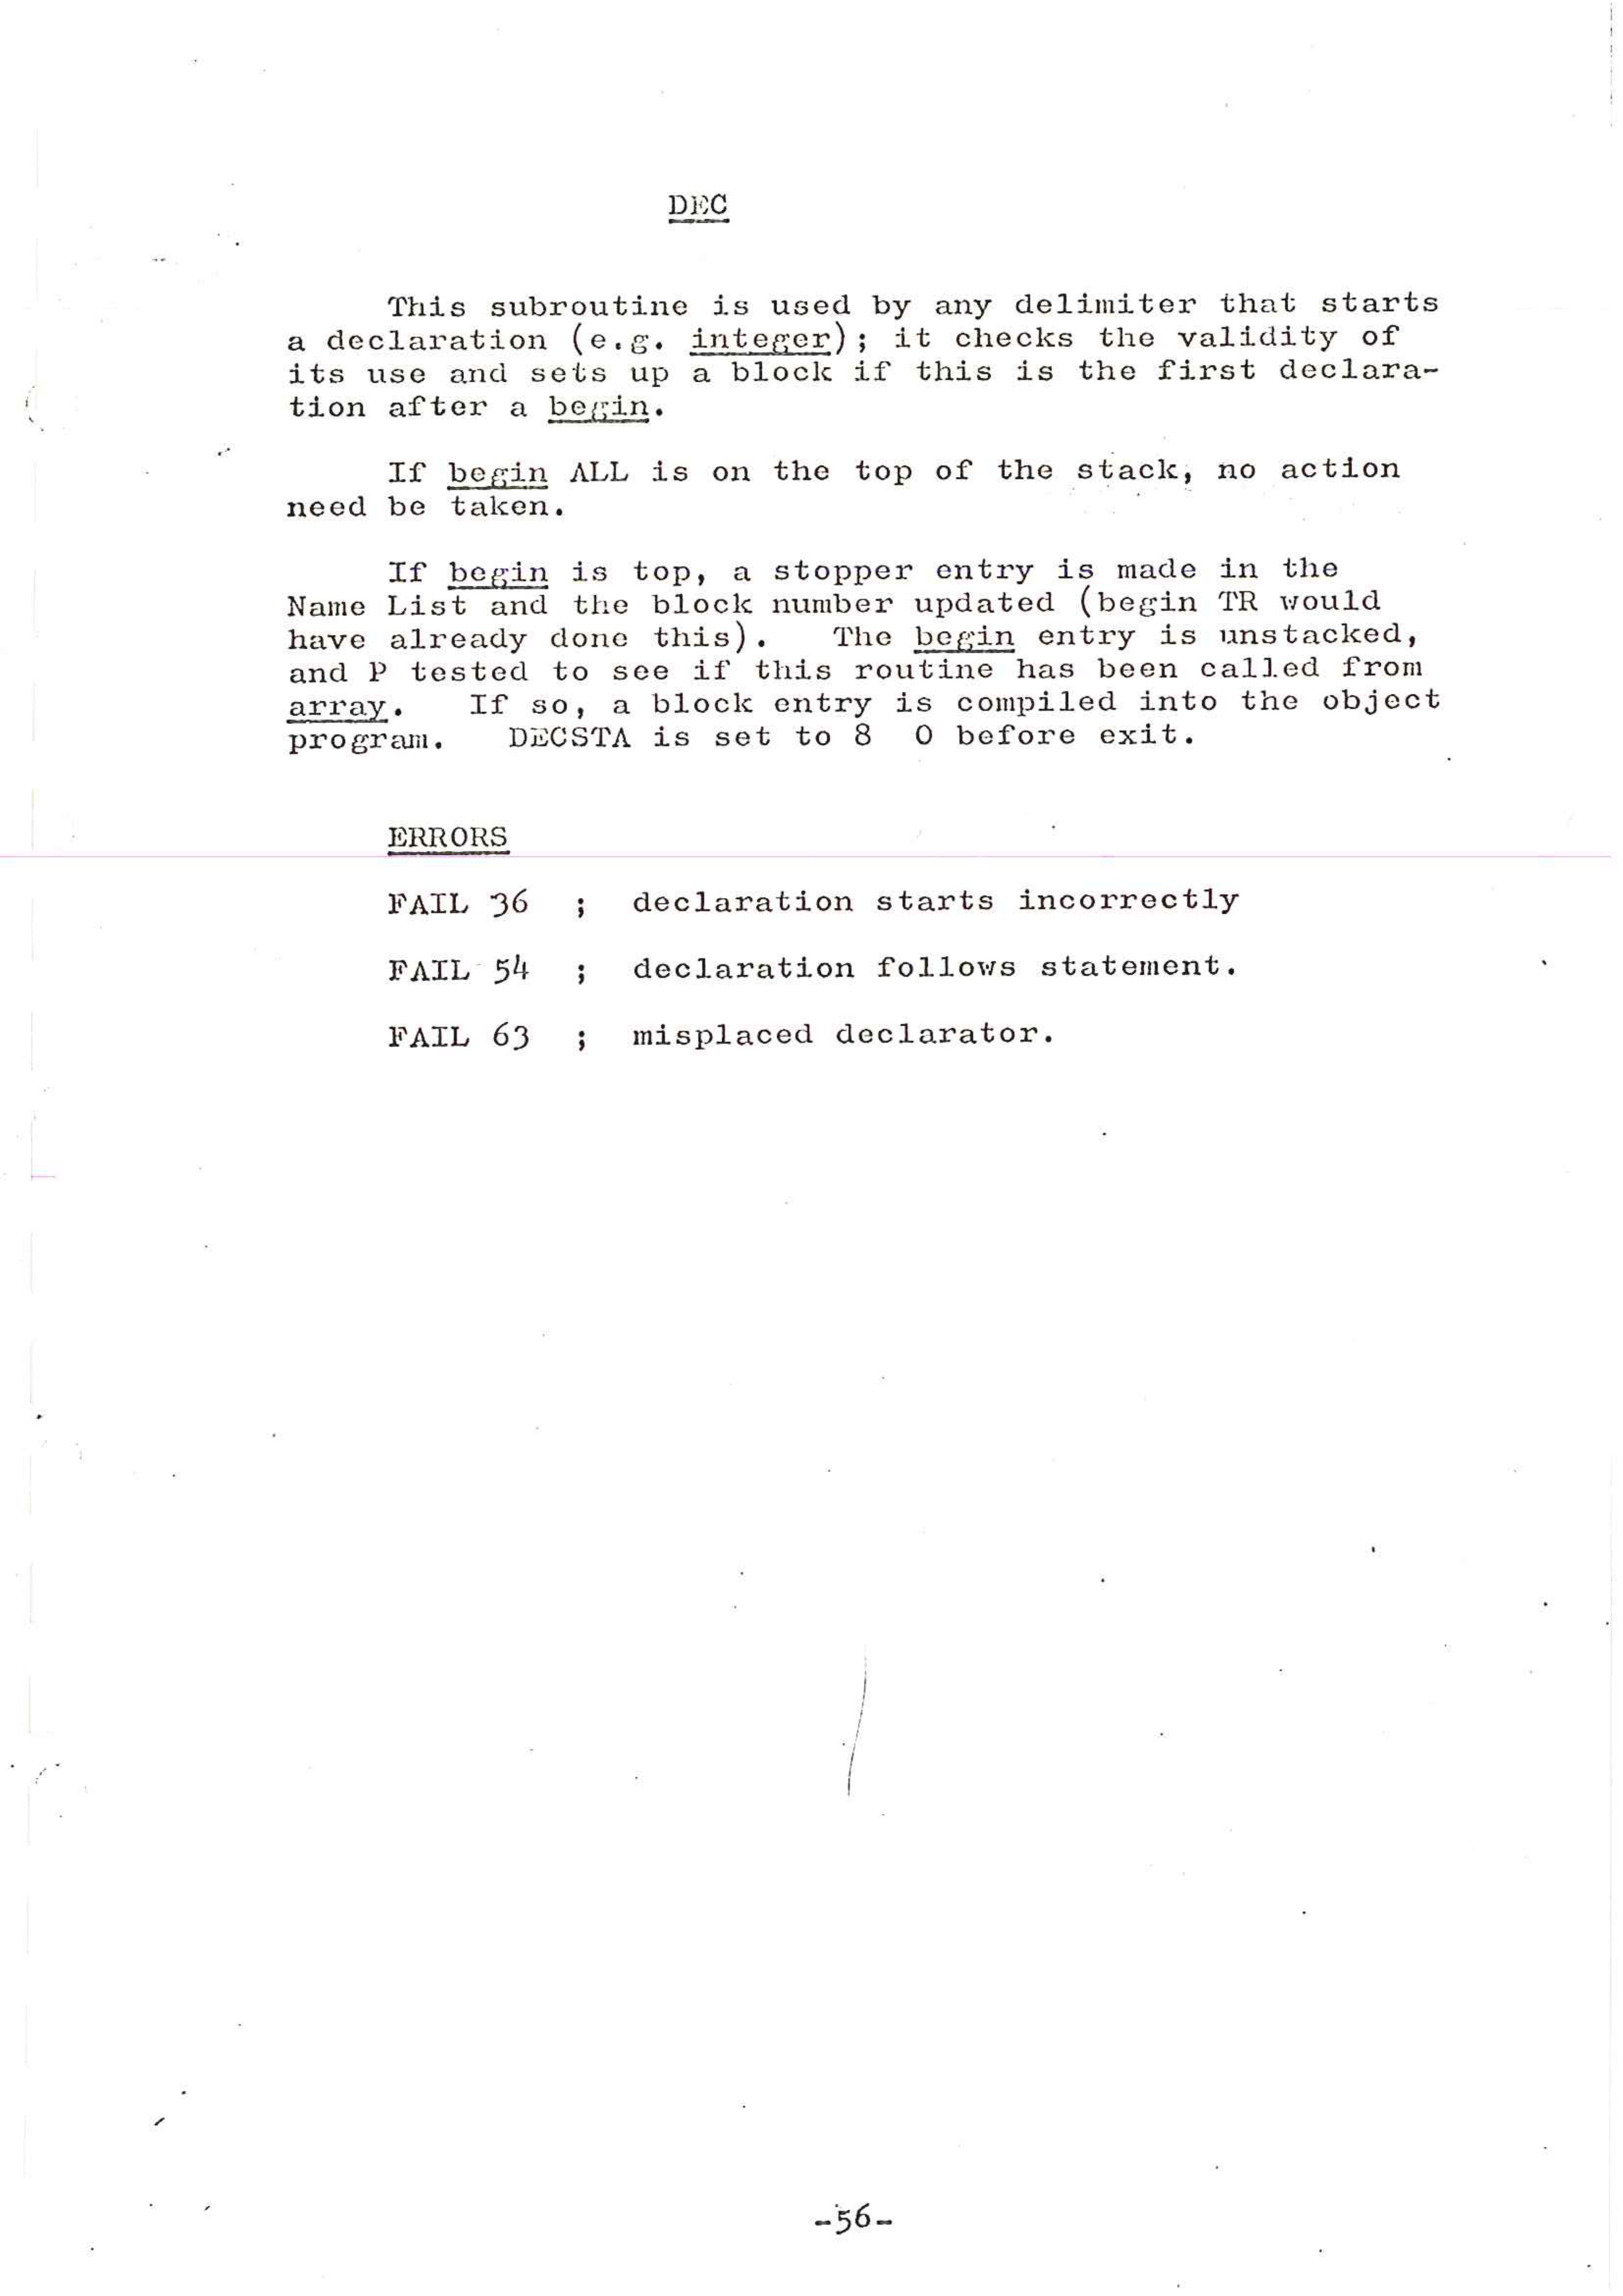 DEC
This subroutine is used by any delimiter that starts
a declaration (e.g. integer); it checks the validity of
its use and sets up a block if this is the first declara-
tion after a begin.
If begin ALL is on the top of the stack, no action
need be taken.
If begin is top, a stopper entry is made in the
Name List and the block number updated (begin TR would
have already done this). The begin entry is unstacked,
and P tested to see if this routine has been called from
array. If so, a block entry is compiled into the object
program. DECSTA is set to 8 0 before exit.
ERRORS
FAIL 36 ; declaration starts incorrectly
FAIL 54 ; declaration follows statement.
FAIL 63 ; misplaced declarator.
-56-